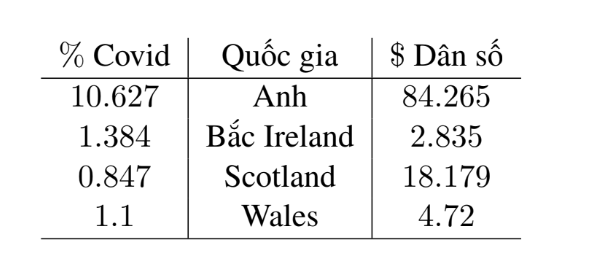 % Covid Quốc gia $ Dân số
10.627 Anh 84.265
1.384 Bắc Ireland 2.835
0.847 Scotland 18.179
1.1 Wales 4.72